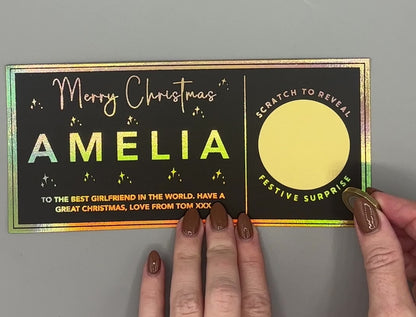 Merry Christmas
AMELIA
TO THE BEST GIRLFRIEND IN THE WORLD. HAVE A
GREAT CHRISTMAS, LOVE FROM TOM XXX
SCRATCH TO REVEAL
FESTIVE SURPRISE